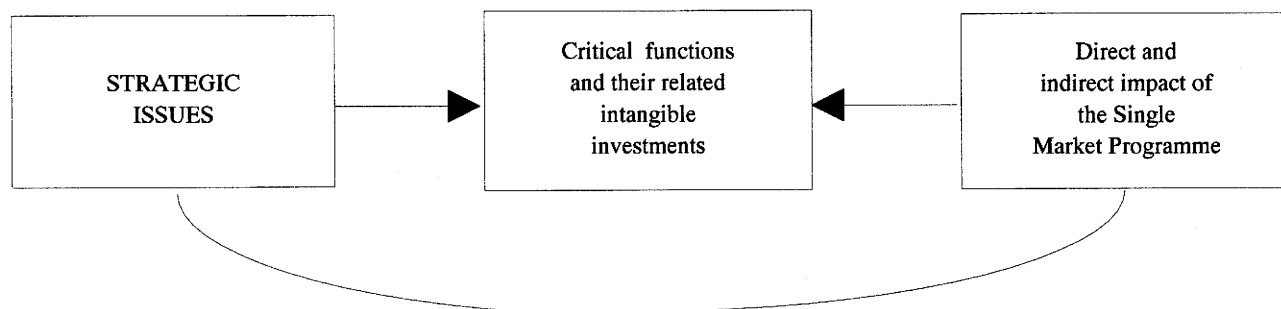 STRATEGIC
ISSUES
Critical functions
and their related
intangible
investments
Direct and
indirect impact of
the Single
Market Programme